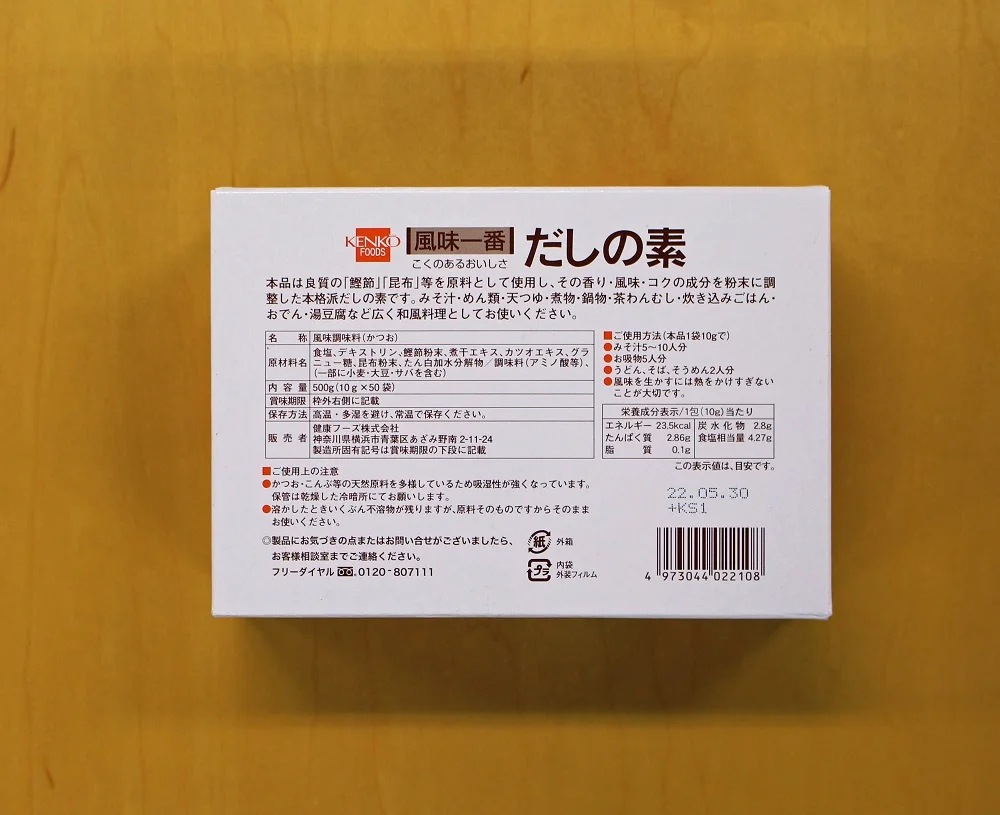 KENKO
FOODS
風味一番
だしの素
こくのあるおいしさ
本品は良質の「鰹節」「昆布」等を原料として使用し、その香り・風味・コクの成分を粉末に調
整した本格派だしの素です。みそ汁・めん類・天つゆ・煮物・鍋物・茶わんむし・炊き込みごはん・
おでん・湯豆腐など広く和風料理としてお使いください。
名 称 風味調味料(かつお)
原材料名 食塩、デキストリン、鰹節粉末、煮干エキス、カツオエキス、グラ
ニュー糖、昆布粉末、たん白加水分解物／調味料(アミノ酸等)、
(一部に小麦・大豆・サバを含む)
内 容 量 500g(10g×50袋)
賞味期限 枠外右側に記載
保存方法 高温・多湿を避け、常温で保存ください。
販 売 者 健康フーズ株式会社
神奈川県横浜市青葉区あざみ野南2-11-24
製造所固有記号は賞味期限の下段に記載
■ご使用上の注意
●かつお・こんぶ等の天然原料を多様しているため吸湿性が強くなっています。
保管は乾燥した冷暗所にてお願いします。
●溶かしたときいくぶん不溶物が残りますが、原料そのものですからそのまま
お使いください。
◎製品にお気づきの点またはお問い合せがございましたら、
お客様相談室までご連絡ください。
フリーダイヤル 0120-807111
■ご使用方法(本品1袋10gで)
●みそ汁5〜10人分
●お吸物5人分
●うどん、そば、そうめん2人分
●風味を生かすには熱をかけすぎない
ことが大切です。
栄養成分表示/1包(10g)当たり
エネルギー 23.5kcal 炭水化物 2.8g
たんぱく質 2.86g 食塩相当量 4.27g
脂 質 0.1g
この表示値は、目安です。
22.05.30
+KS1
紙 外箱
プラ 内袋
外装フィルム
4 973044 022108